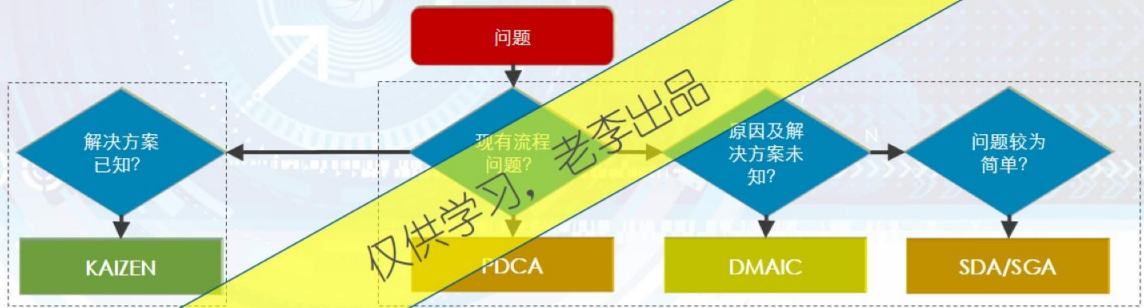 问题
解决方案
已知?
现有流程
问题?
原因及解
决方案未
知?
N
问题较为
简单?
KAIZEN
PDCA
DMAIC
SDA/SGA
仅供学习，老李出品